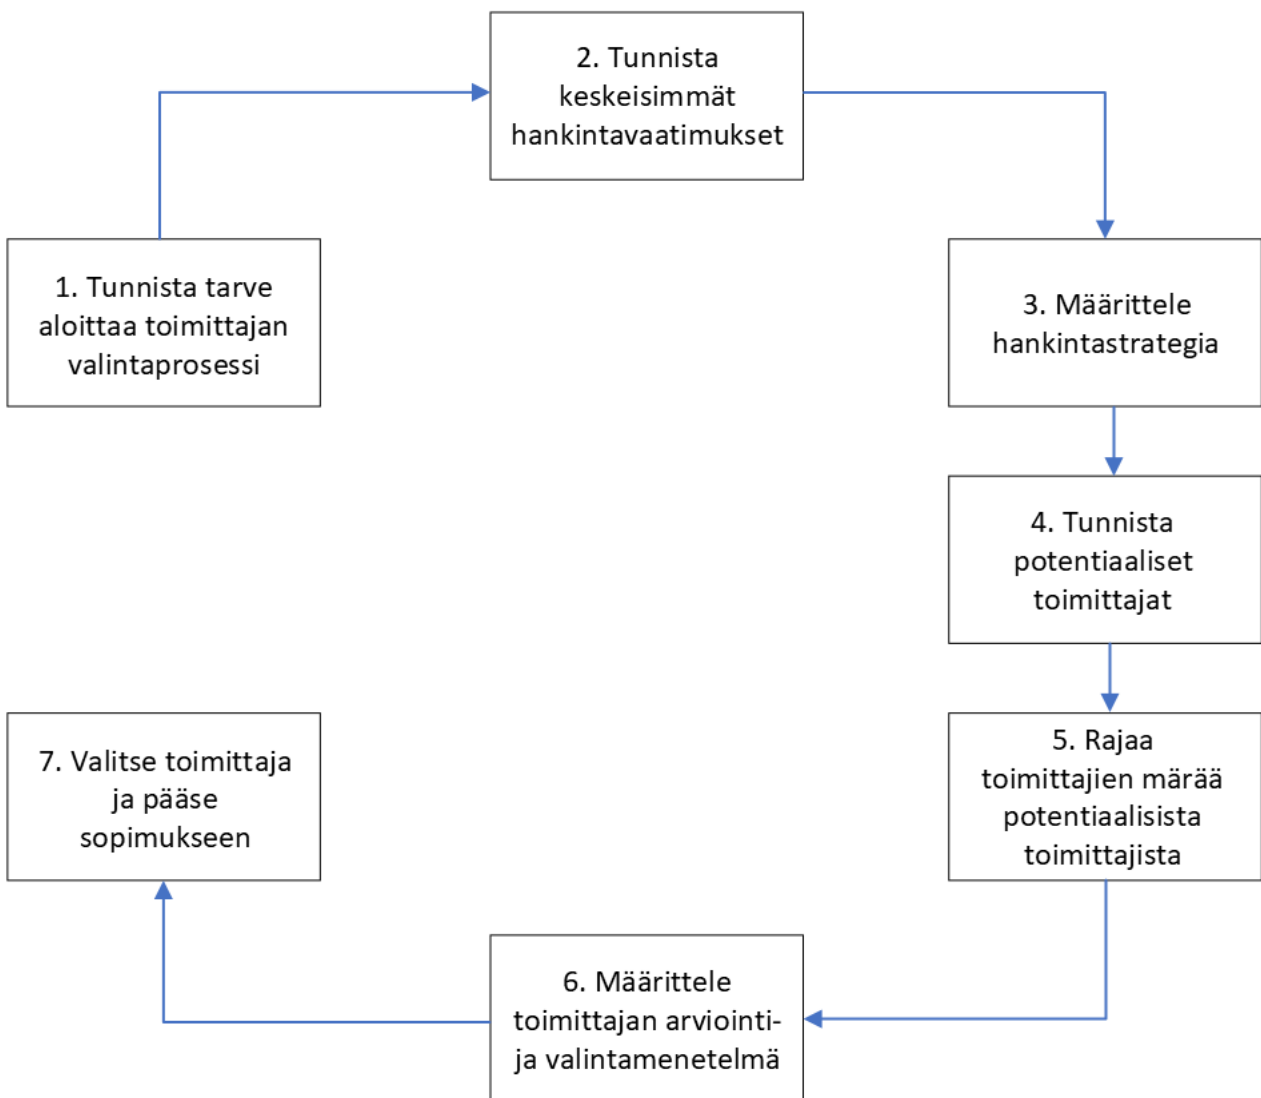 1. Tunnista tarve
aloittaa toimittajan
valintaprosessi
2. Tunnista
keskeisimmät
hankintavaatimukset
3. Määrittele
hankintastrategia
4. Tunnista
potentiaaliset
toimittajat
5. Rajaa
toimittajien märää
potentiaalisista
toimittajista
6. Määrittele
toimittajan arviointi-
ja valintamenetelmä
7. Valitse toimittaja
ja pääse
sopimukseen